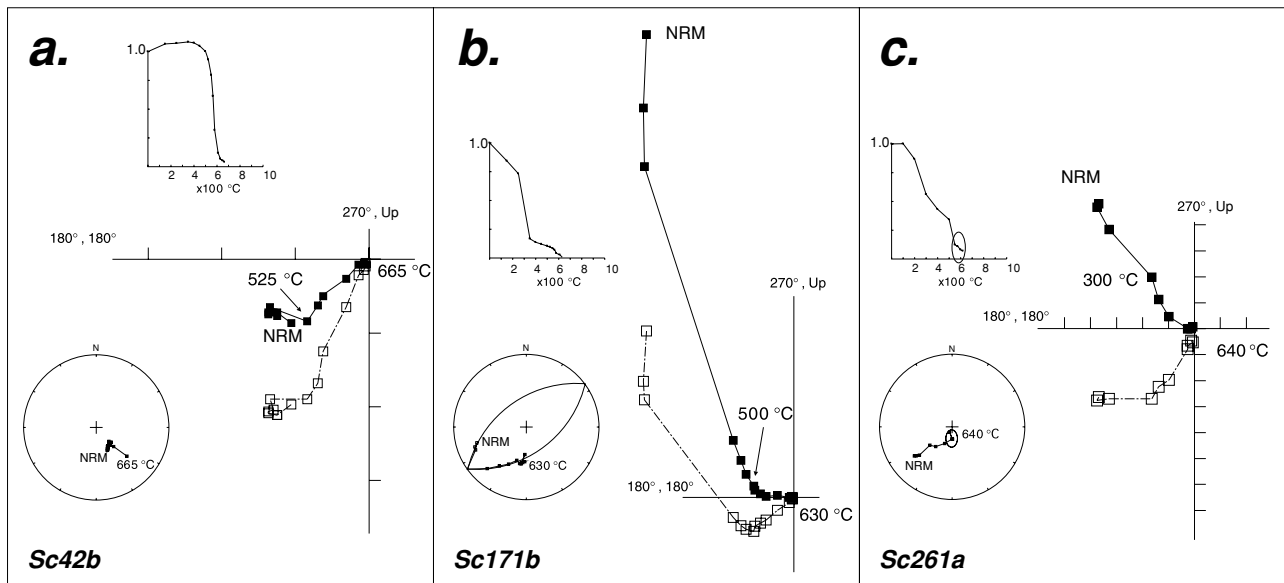 a.
1.0
2 4 6 8 10
x100 °C
270°, Up
180°, 180°
525 °C
665 °C
NRM
N
NRM
665 °C
Sc42b
b.
NRM
1.0
0 2 4 6 8 10
x100 °C
270°, Up
N
NRM
630 °C
500 °C
180°, 180°
630 °C
Sc171b
c.
1.0
0 2 4 6 8 10
x100 °C
NRM
270°, Up
300 °C
180°, 180°
640 °C
N
640 °C
NRM
Sc261a